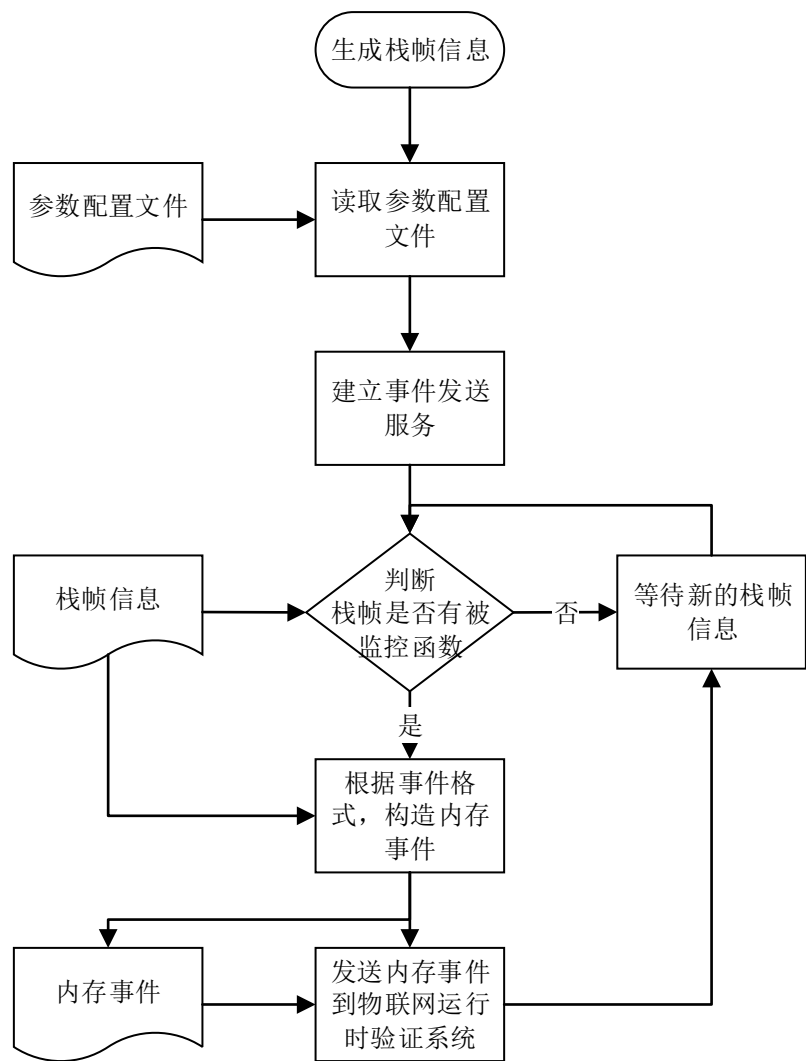 生成栈帧信息
参数配置文件
读取参数配置
文件
建立事件发送
服务
栈帧信息
判断
栈帧是否有被
监控函数
否
等待新的栈帧
信息
是
根据事件格
式，构造内存
事件
内存事件
发送内存事件
到物联网运行
时验证系统